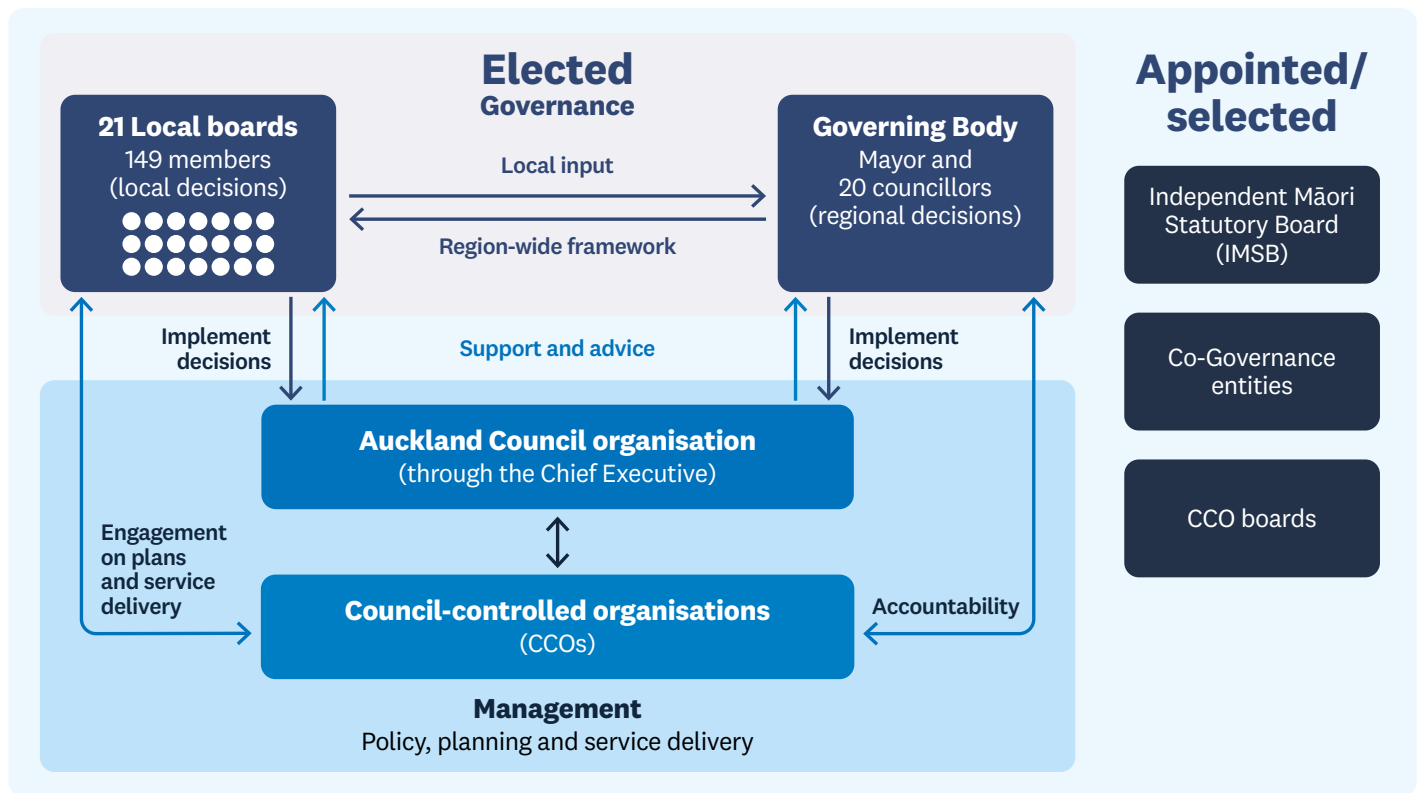 Elected
Governance
21 Local boards
149 members
(local decisions)
Local input
Region-wide framework
Governing Body
Mayor and
20 councillors
(regional decisions)
Implement
decisions
Support and advice
Implement
decisions
Auckland Council organisation
(through the Chief Executive)
Engagement
on plans
and service
delivery
Council-controlled organisations
(CCOs)
Accountability
Management
Policy, planning and service delivery
Appointed/
selected
Independent Māori
Statutory Board
(IMSB)
Co-Governance
entities
CCO boards